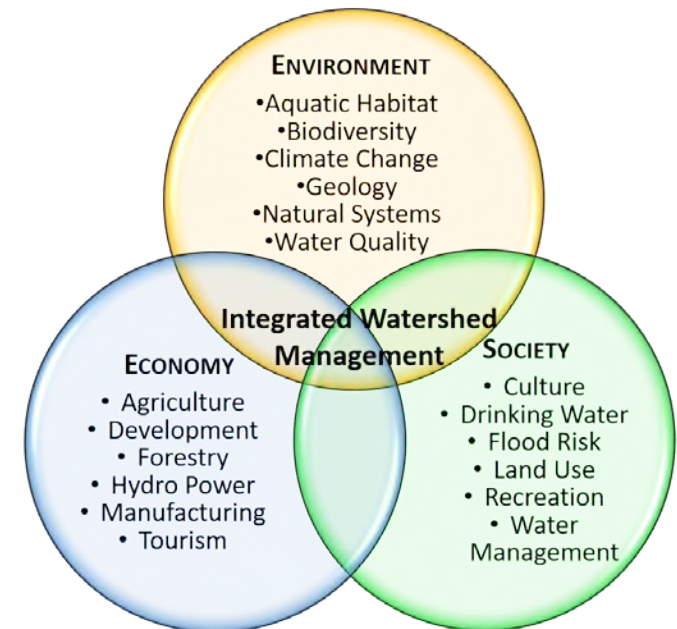 ENVIRONMENT
•Aquatic Habitat
•Biodiversity
•Climate Change
•Geology
•Natural Systems
•Water Quality
Integrated Watershed
Management
ECONOMY
• Agriculture
• Development
• Forestry
• Hydro Power
• Manufacturing
• Tourism
SOCIETY
• Culture
• Drinking Water
• Flood Risk
• Land Use
• Recreation
• Water
Management